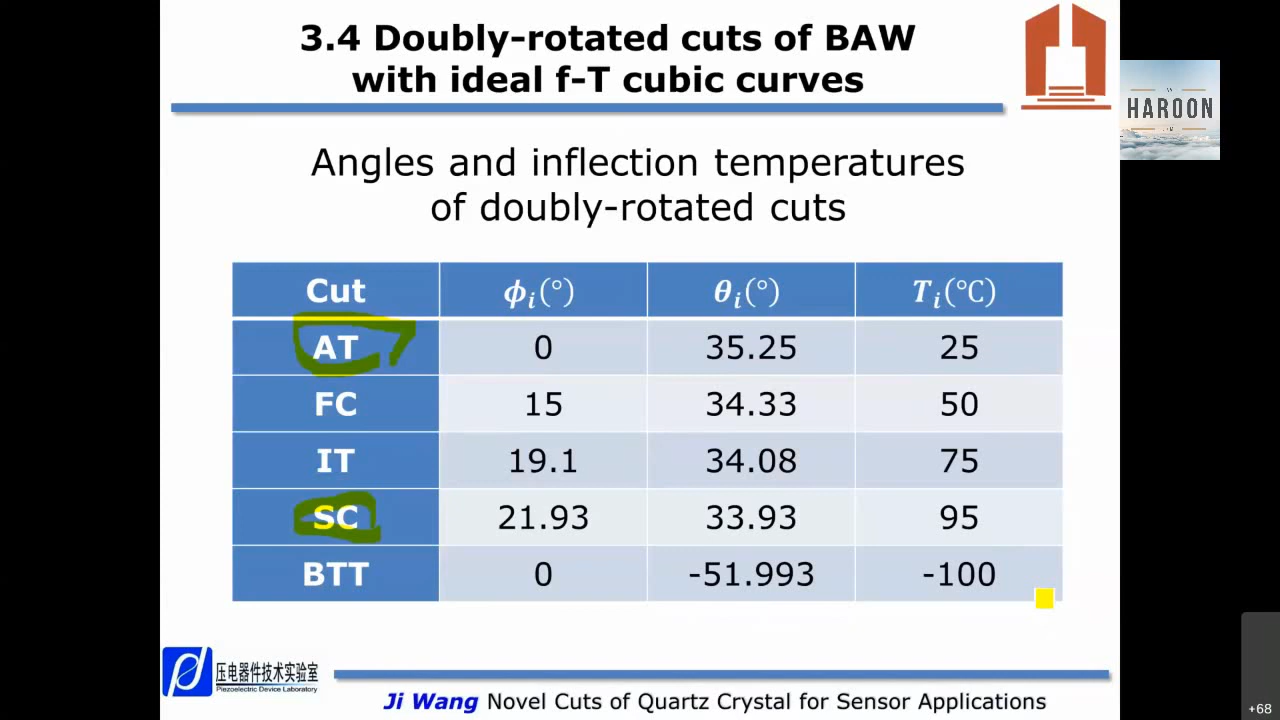 3.4 Doubly-rotated cuts of BAW
with ideal f-T cubic curves
HAROON
Angles and inflection temperatures
of doubly-rotated cuts
Cut ϕᵢ(°) θᵢ(°) Tᵢ(℃)
AT 0 35.25 25
FC 15 34.33 50
IT 19.1 34.08 75
SC 21.93 33.93 95
BTT 0 -51.993 -100
压电器件技术实验室
Piezoelectric Device Laboratory
Ji Wang Novel Cuts of Quartz Crystal for Sensor Applications
+68